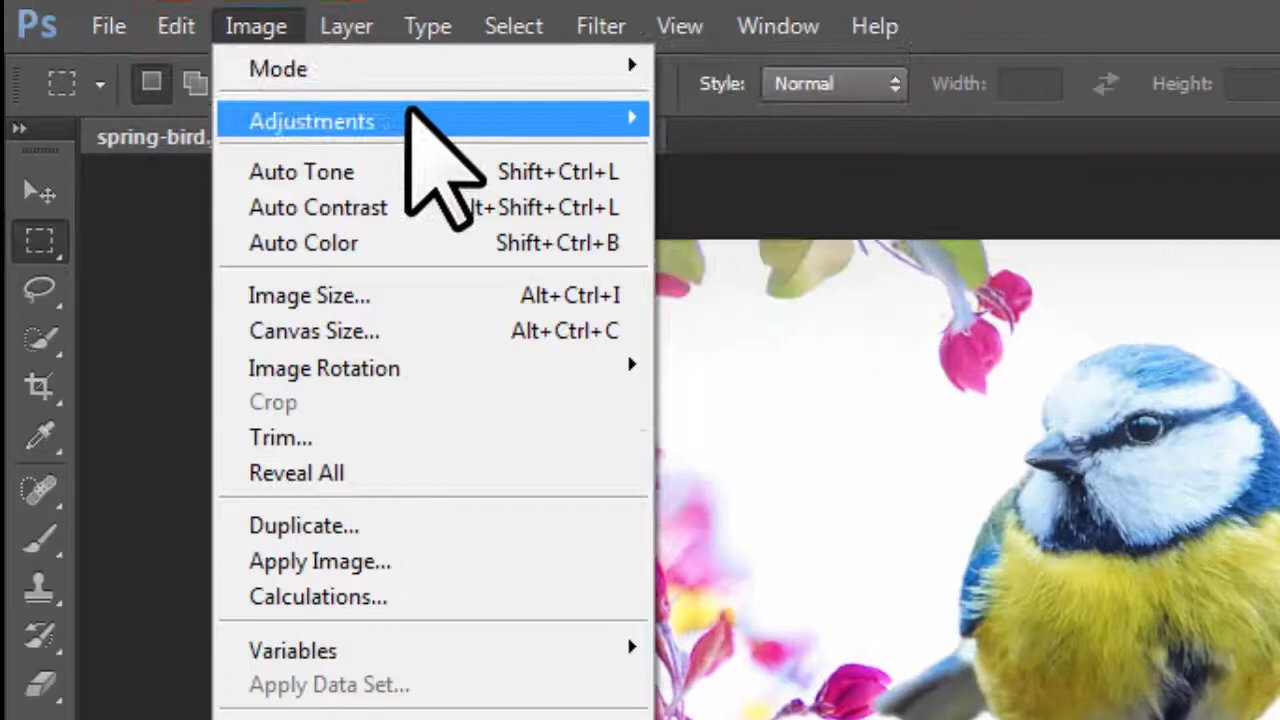 Ps File Edit Image Layer Type Select Filter View Window Help
Mode
Style: Normal Width: Height:
Adjustments
spring-bird.
Auto Tone Shift+Ctrl+L
Auto Contrast lt+Shift+Ctrl+L
Auto Color Shift+Ctrl+B
Image Size... Alt+Ctrl+I
Canvas Size... Alt+Ctrl+C
Image Rotation
Crop
Trim...
Reveal All
Duplicate...
Apply Image...
Calculations...
Variables
Apply Data Set...